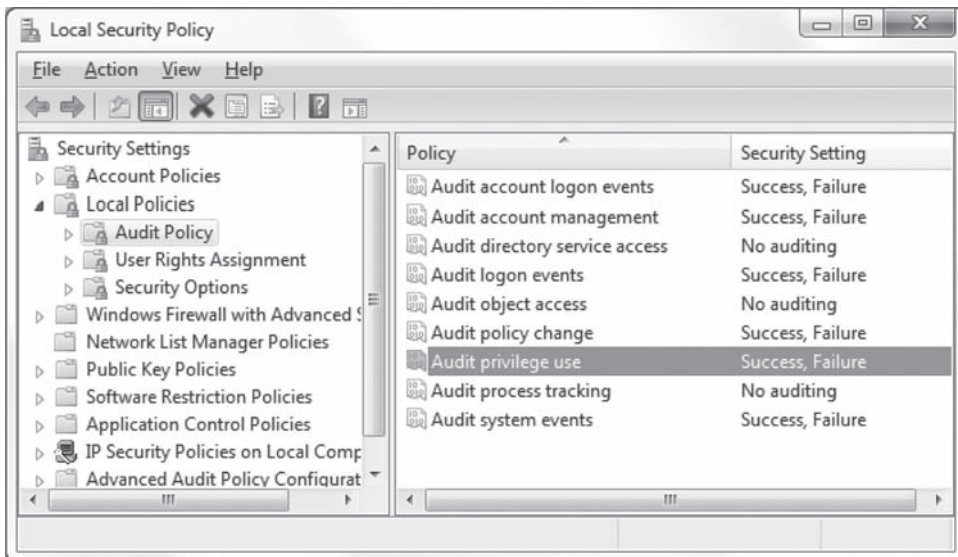 Local Security Policy
File Action View Help
Security Settings
Account Policies
Local Policies
Audit Policy
User Rights Assignment
Security Options
Windows Firewall with Advanced S
Network List Manager Policies
Public Key Policies
Software Restriction Policies
Application Control Policies
IP Security Policies on Local Comp
Advanced Audit Policy Configurat
Policy Security Setting
Audit account logon events Success, Failure
Audit account management Success, Failure
Audit directory service access No auditing
Audit logon events Success, Failure
Audit object access No auditing
Audit policy change Success, Failure
Audit privilege use Success, Failure
Audit process tracking No auditing
Audit system events Success, Failure